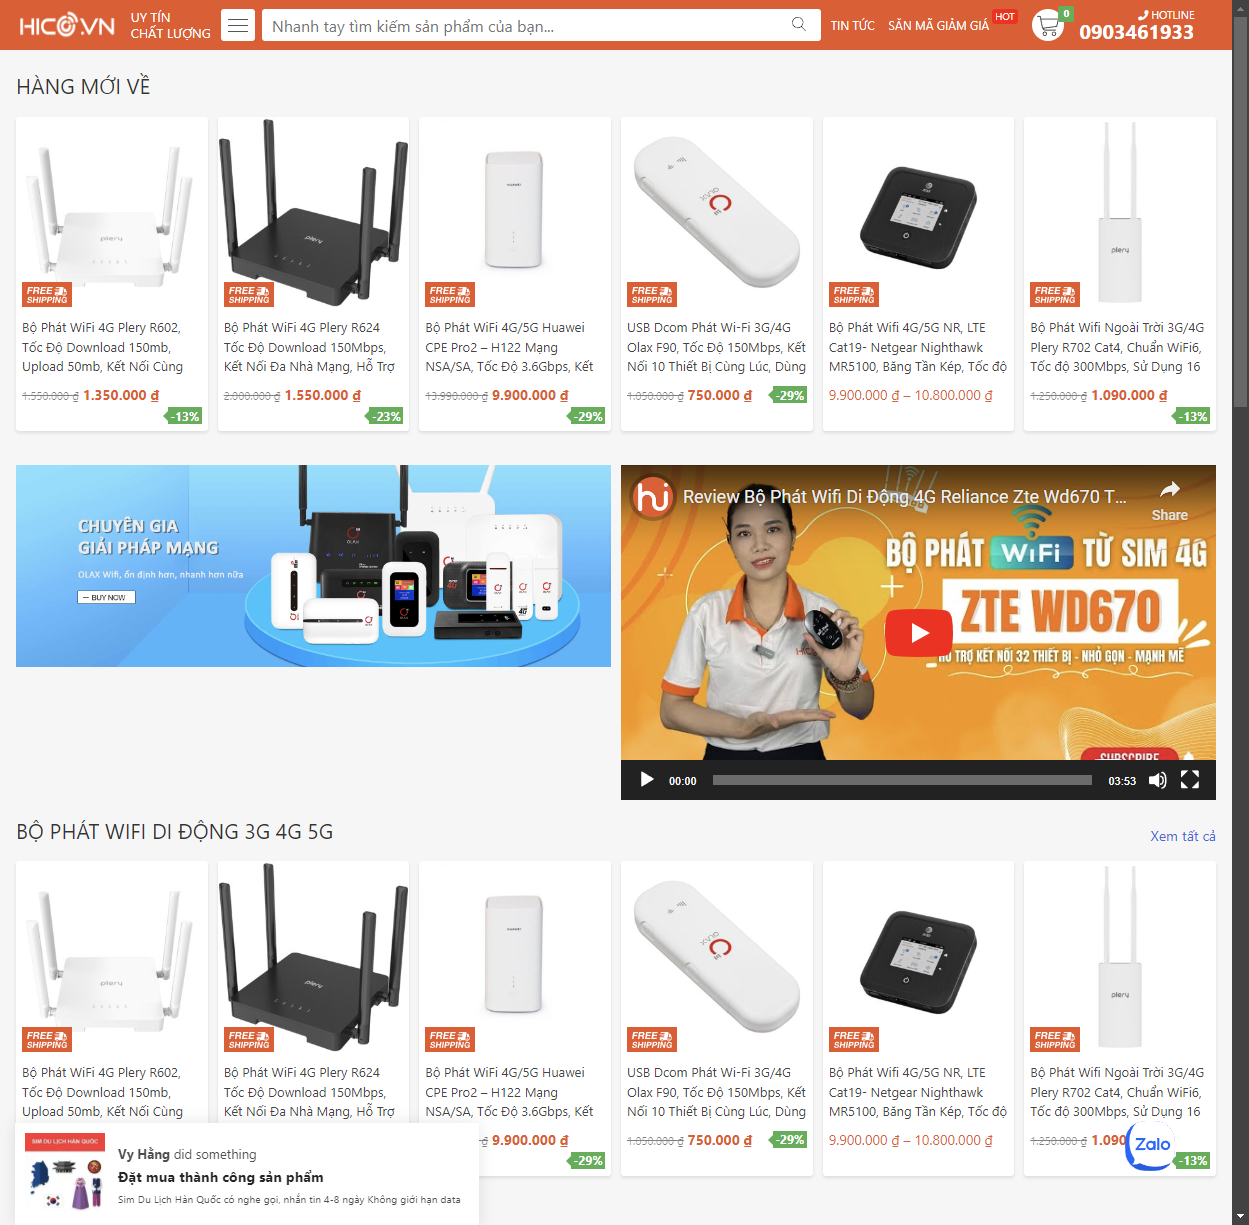 HICO.VN
UY TÍN
CHẤT LƯỢNG
Nhanh tay tìm kiếm sản phẩm của bạn...
TIN TỨC
SĂN MÃ GIẢM GIÁ
HOT
0
HOTLINE
0903461933
HÀNG MỚI VỀ
FREE
SHIPPING
Bộ Phát WiFi 4G Plery R602,
Tốc Độ Download 150mb,
Upload 50mb, Kết Nối Cùng
1.550.000 ₫ 1.350.000 ₫
-13%
plery
FREE
SHIPPING
Bộ Phát WiFi 4G Plery R624
Tốc Độ Download 150Mbps,
Kết Nối Đa Nhà Mạng, Hỗ Trợ
2.000.000 ₫ 1.550.000 ₫
-23%
HUAWEI
FREE
SHIPPING
Bộ Phát WiFi 4G/5G Huawei
CPE Pro2 – H122 Mạng
NSA/SA, Tốc Độ 3.6Gbps, Kết
13.990.000 ₫ 9.900.000 ₫
-29%
OLAX
FREE
SHIPPING
USB Dcom Phát Wi-Fi 3G/4G
Olax F90, Tốc Độ 150Mbps, Kết
Nối 10 Thiết Bị Cùng Lúc, Dùng
1.050.000 ₫ 750.000 ₫
-29%
FREE
SHIPPING
Bộ Phát Wifi 4G/5G NR, LTE
Cat19- Netgear Nighthawk
MR5100, Băng Tần Kép, Tốc độ
9.900.000 ₫ – 10.800.000 ₫
plery
FREE
SHIPPING
Bộ Phát Wifi Ngoài Trời 3G/4G
Plery R702 Cat4, Chuẩn WiFi6,
Tốc độ 300Mbps, Sử Dụng 16
1.250.000 ₫ 1.090.000 ₫
-13%
CHUYÊN GIA
GIẢI PHÁP MẠNG
OLAX Wifi, ổn định hơn, nhanh hơn nữa
BUY NOW
Review Bộ Phát Wifi Di Động 4G Reliance Zte Wd670 T...
Share
BỘ PHÁT WiFi TỪ SIM 4G
ZTE WD670
HỖ TRỢ KẾT NỐI 32 THIẾT BỊ - NHỎ GỌN - MẠNH MẼ
SUBSCRIBE
00:00
03:53
BỘ PHÁT WIFI DI ĐỘNG 3G 4G 5G
Xem tất cả
FREE
SHIPPING
Bộ Phát WiFi 4G Plery R602,
Tốc Độ Download 150mb,
Upload 50mb, Kết Nối Cùng
plery
FREE
SHIPPING
Bộ Phát WiFi 4G Plery R624
Tốc Độ Download 150Mbps,
Kết Nối Đa Nhà Mạng, Hỗ Trợ
HUAWEI
FREE
SHIPPING
Bộ Phát WiFi 4G/5G Huawei
CPE Pro2 – H122 Mạng
NSA/SA, Tốc Độ 3.6Gbps, Kết
₫ 9.900.000 ₫
-29%
OLAX
FREE
SHIPPING
USB Dcom Phát Wi-Fi 3G/4G
Olax F90, Tốc Độ 150Mbps, Kết
Nối 10 Thiết Bị Cùng Lúc, Dùng
1.050.000 ₫ 750.000 ₫
-29%
FREE
SHIPPING
Bộ Phát Wifi 4G/5G NR, LTE
Cat19- Netgear Nighthawk
MR5100, Băng Tần Kép, Tốc độ
9.900.000 ₫ – 10.800.000 ₫
plery
FREE
SHIPPING
Bộ Phát Wifi Ngoài Trời 3G/4G
Plery R702 Cat4, Chuẩn WiFi6,
Tốc độ 300Mbps, Sử Dụng 16
1.250.000 ₫ 1.090
-13%
Zalo
SIM DU LỊCH HÀN QUỐC
Vy Hằng did something
Đặt mua thành công sản phẩm
Sim Du Lịch Hàn Quốc có nghe gọi, nhắn tin 4-8 ngày Không giới hạn data